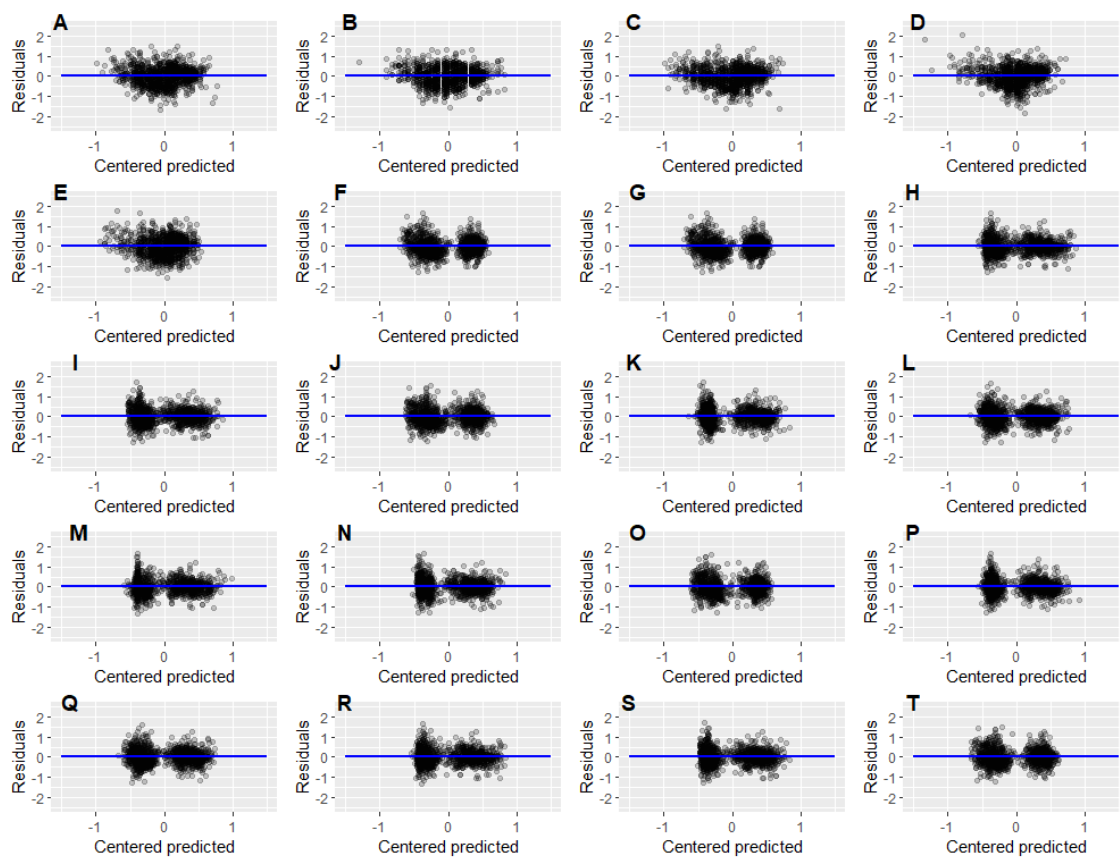 A B C D
Residuals 2 1 0 -1 -2 Residuals 2 1 0 -1 -2 Residuals 2 1 0 -1 -2 Residuals 2 1 0 -1 -2
-1 0 1 -1 0 1 -1 0 1 -1 0 1
Centered predicted Centered predicted Centered predicted Centered predicted
E F G H
Residuals 2 1 0 -1 -2 Residuals 2 1 0 -1 -2 Residuals 2 1 0 -1 -2 Residuals 2 1 0 -1 -2
-1 0 1 -1 0 1 -1 0 1 -1 0 1
Centered predicted Centered predicted Centered predicted Centered predicted
I J K L
Residuals 2 1 0 -1 -2 Residuals 2 1 0 -1 -2 Residuals 2 1 0 -1 -2 Residuals 2 1 0 -1 -2
-1 0 1 -1 0 1 -1 0 1 -1 0 1
Centered predicted Centered predicted Centered predicted Centered predicted
M N O P
Residuals 2 1 0 -1 -2 Residuals 2 1 0 -1 -2 Residuals 2 1 0 -1 -2 Residuals 2 1 0 -1 -2
-1 0 1 -1 0 1 -1 0 1 -1 0 1
Centered predicted Centered predicted Centered predicted Centered predicted
Q R S T
Residuals 2 1 0 -1 -2 Residuals 2 1 0 -1 -2 Residuals 2 1 0 -1 -2 Residuals 2 1 0 -1 -2
-1 0 1 -1 0 1 -1 0 1 -1 0 1
Centered predicted Centered predicted Centered predicted Centered predicted